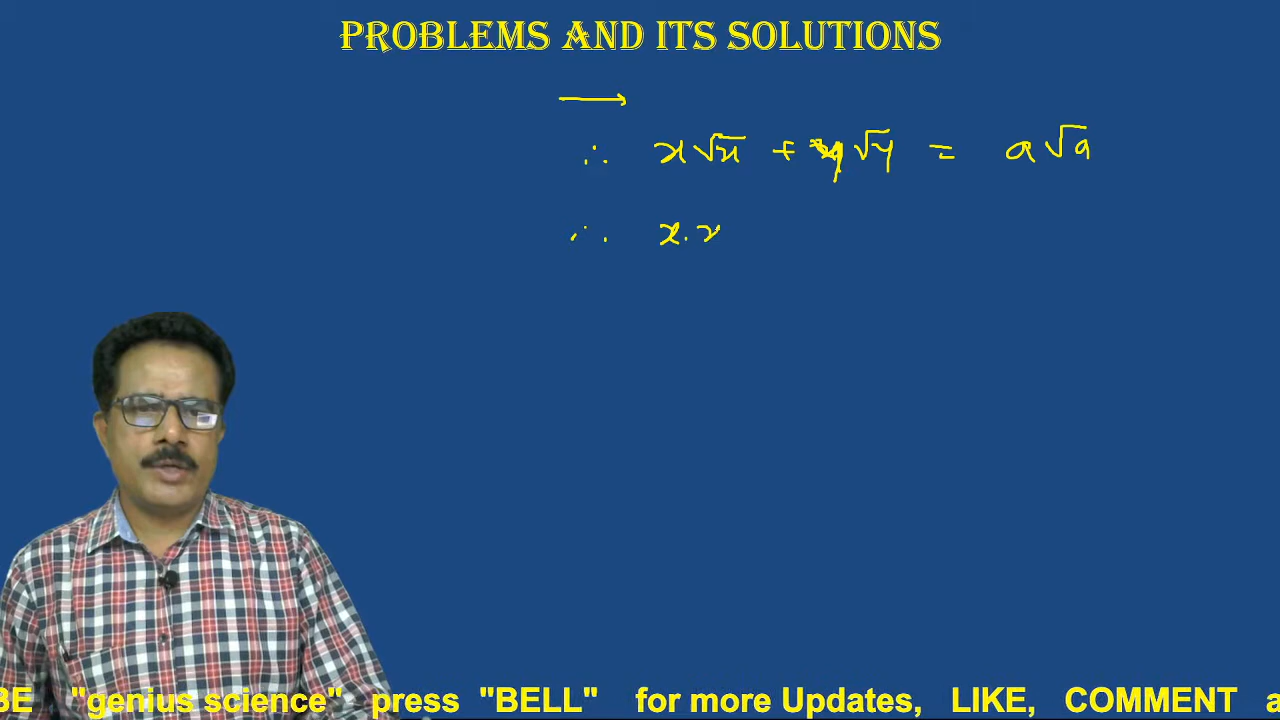 PROBLEMS AND ITS SOLUTIONS
∴ x√x + y√y = a√a
∴ x.x
BE "genius science" press "BELL" for more Updates, LIKE, COMMENT a